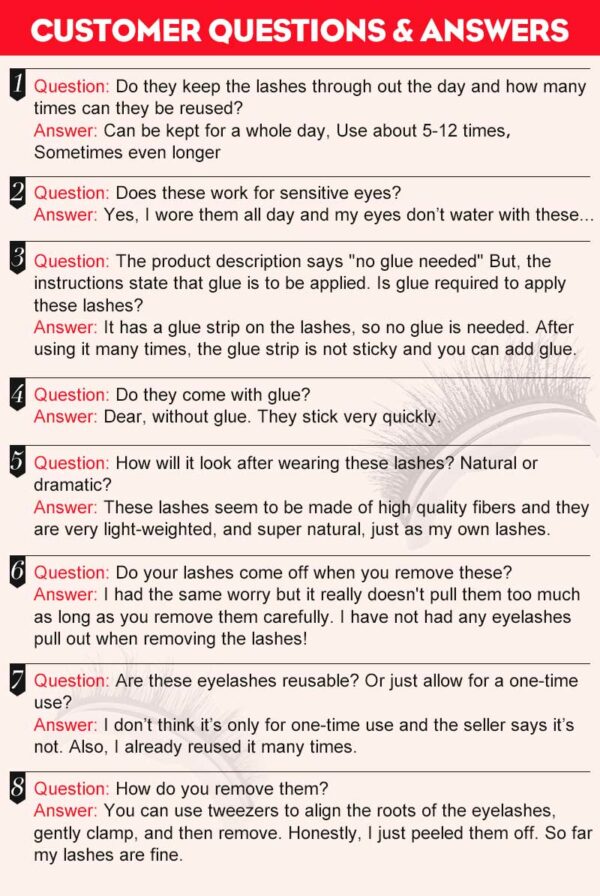 CUSTOMER QUESTIONS & ANSWERS
1 Question: Do they keep the lashes through out the day and how many
times can they be reused?
Answer: Can be kept for a whole day, Use about 5-12 times,
Sometimes even longer
2 Question: Does these work for sensitive eyes?
Answer: Yes, I wore them all day and my eyes don’t water with these...
3 Question: The product description says "no glue needed" But, the
instructions state that glue is to be applied. Is glue required to apply
these lashes?
Answer: It has a glue strip on the lashes, so no glue is needed. After
using it many times, the glue strip is not sticky and you can add glue.
4 Question: Do they come with glue?
Answer: Dear, without glue. They stick very quickly.
5 Question: How will it look after wearing these lashes? Natural or
dramatic?
Answer: These lashes seem to be made of high quality fibers and they
are very light-weighted, and super natural, just as my own lashes.
6 Question: Do your lashes come off when you remove these?
Answer: I had the same worry but it really doesn't pull them too much
as long as you remove them carefully. I have not had any eyelashes
pull out when removing the lashes!
7 Question: Are these eyelashes reusable? Or just allow for a one-time
use?
Answer: I don’t think it’s only for one-time use and the seller says it’s
not. Also, I already reused it many times.
8 Question: How do you remove them?
Answer: You can use tweezers to align the roots of the eyelashes,
gently clamp, and then remove. Honestly, I just peeled them off. So far
my lashes are fine.